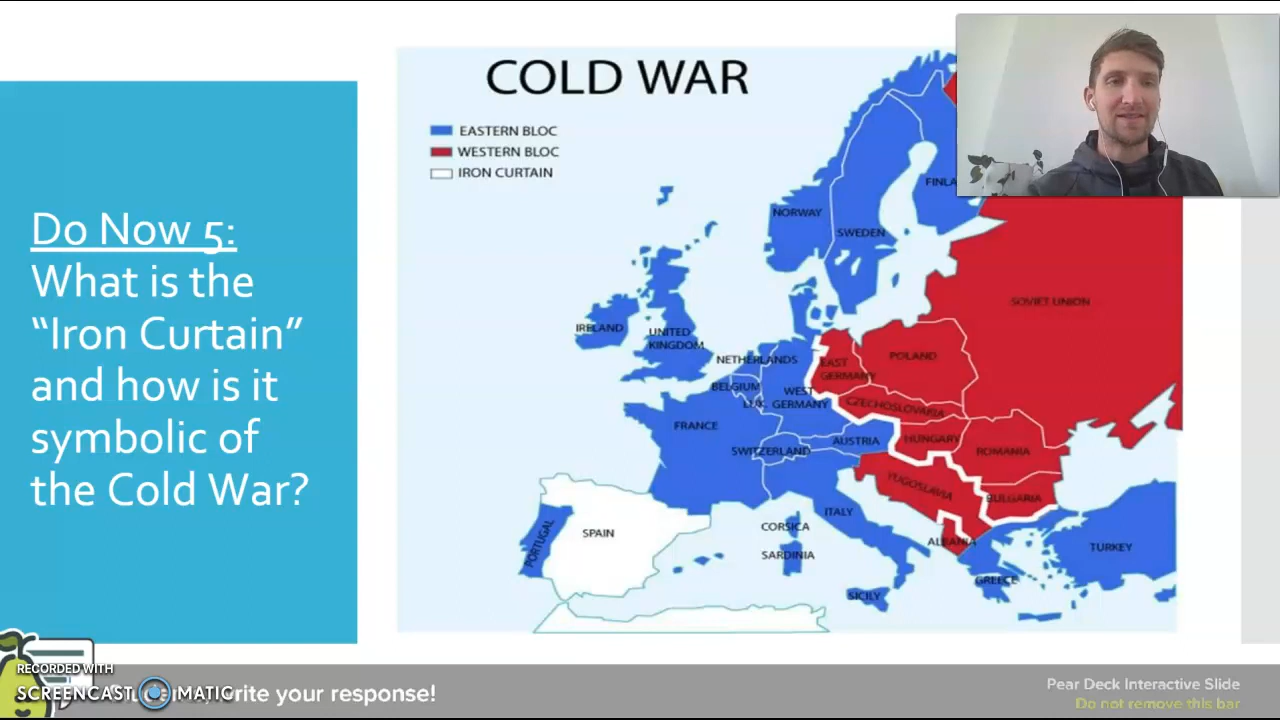 COLD WAR
EASTERN BLOC
WESTERN BLOC
IRON CURTAIN
Do Now 5:
What is the
“Iron Curtain”
and how is it
symbolic of
the Cold War?
FINLA
NORWAY
SWEDEN
SOVIET UNION
IRELAND
UNITED
KINGDOM
NETHERLANDS
EAST
GERMANY
POLAND
BELGIUM
LUX.
WEST
GERMANY
CZECHOSLOVARIA
FRANCE
SWITZERLAND
AUSTRIA
HUNGARY
ROMANIA
YUGOSLAVIA
BULGARIA
PORTUGAL
SPAIN
CORSICA
ITALY
SARDINIA
ALBANIA
TURKEY
GREECE
SICILY
RECORDED WITH
SCREENCAST MATIC
write your response!
Pear Deck Interactive Slide
Do not remove this bar